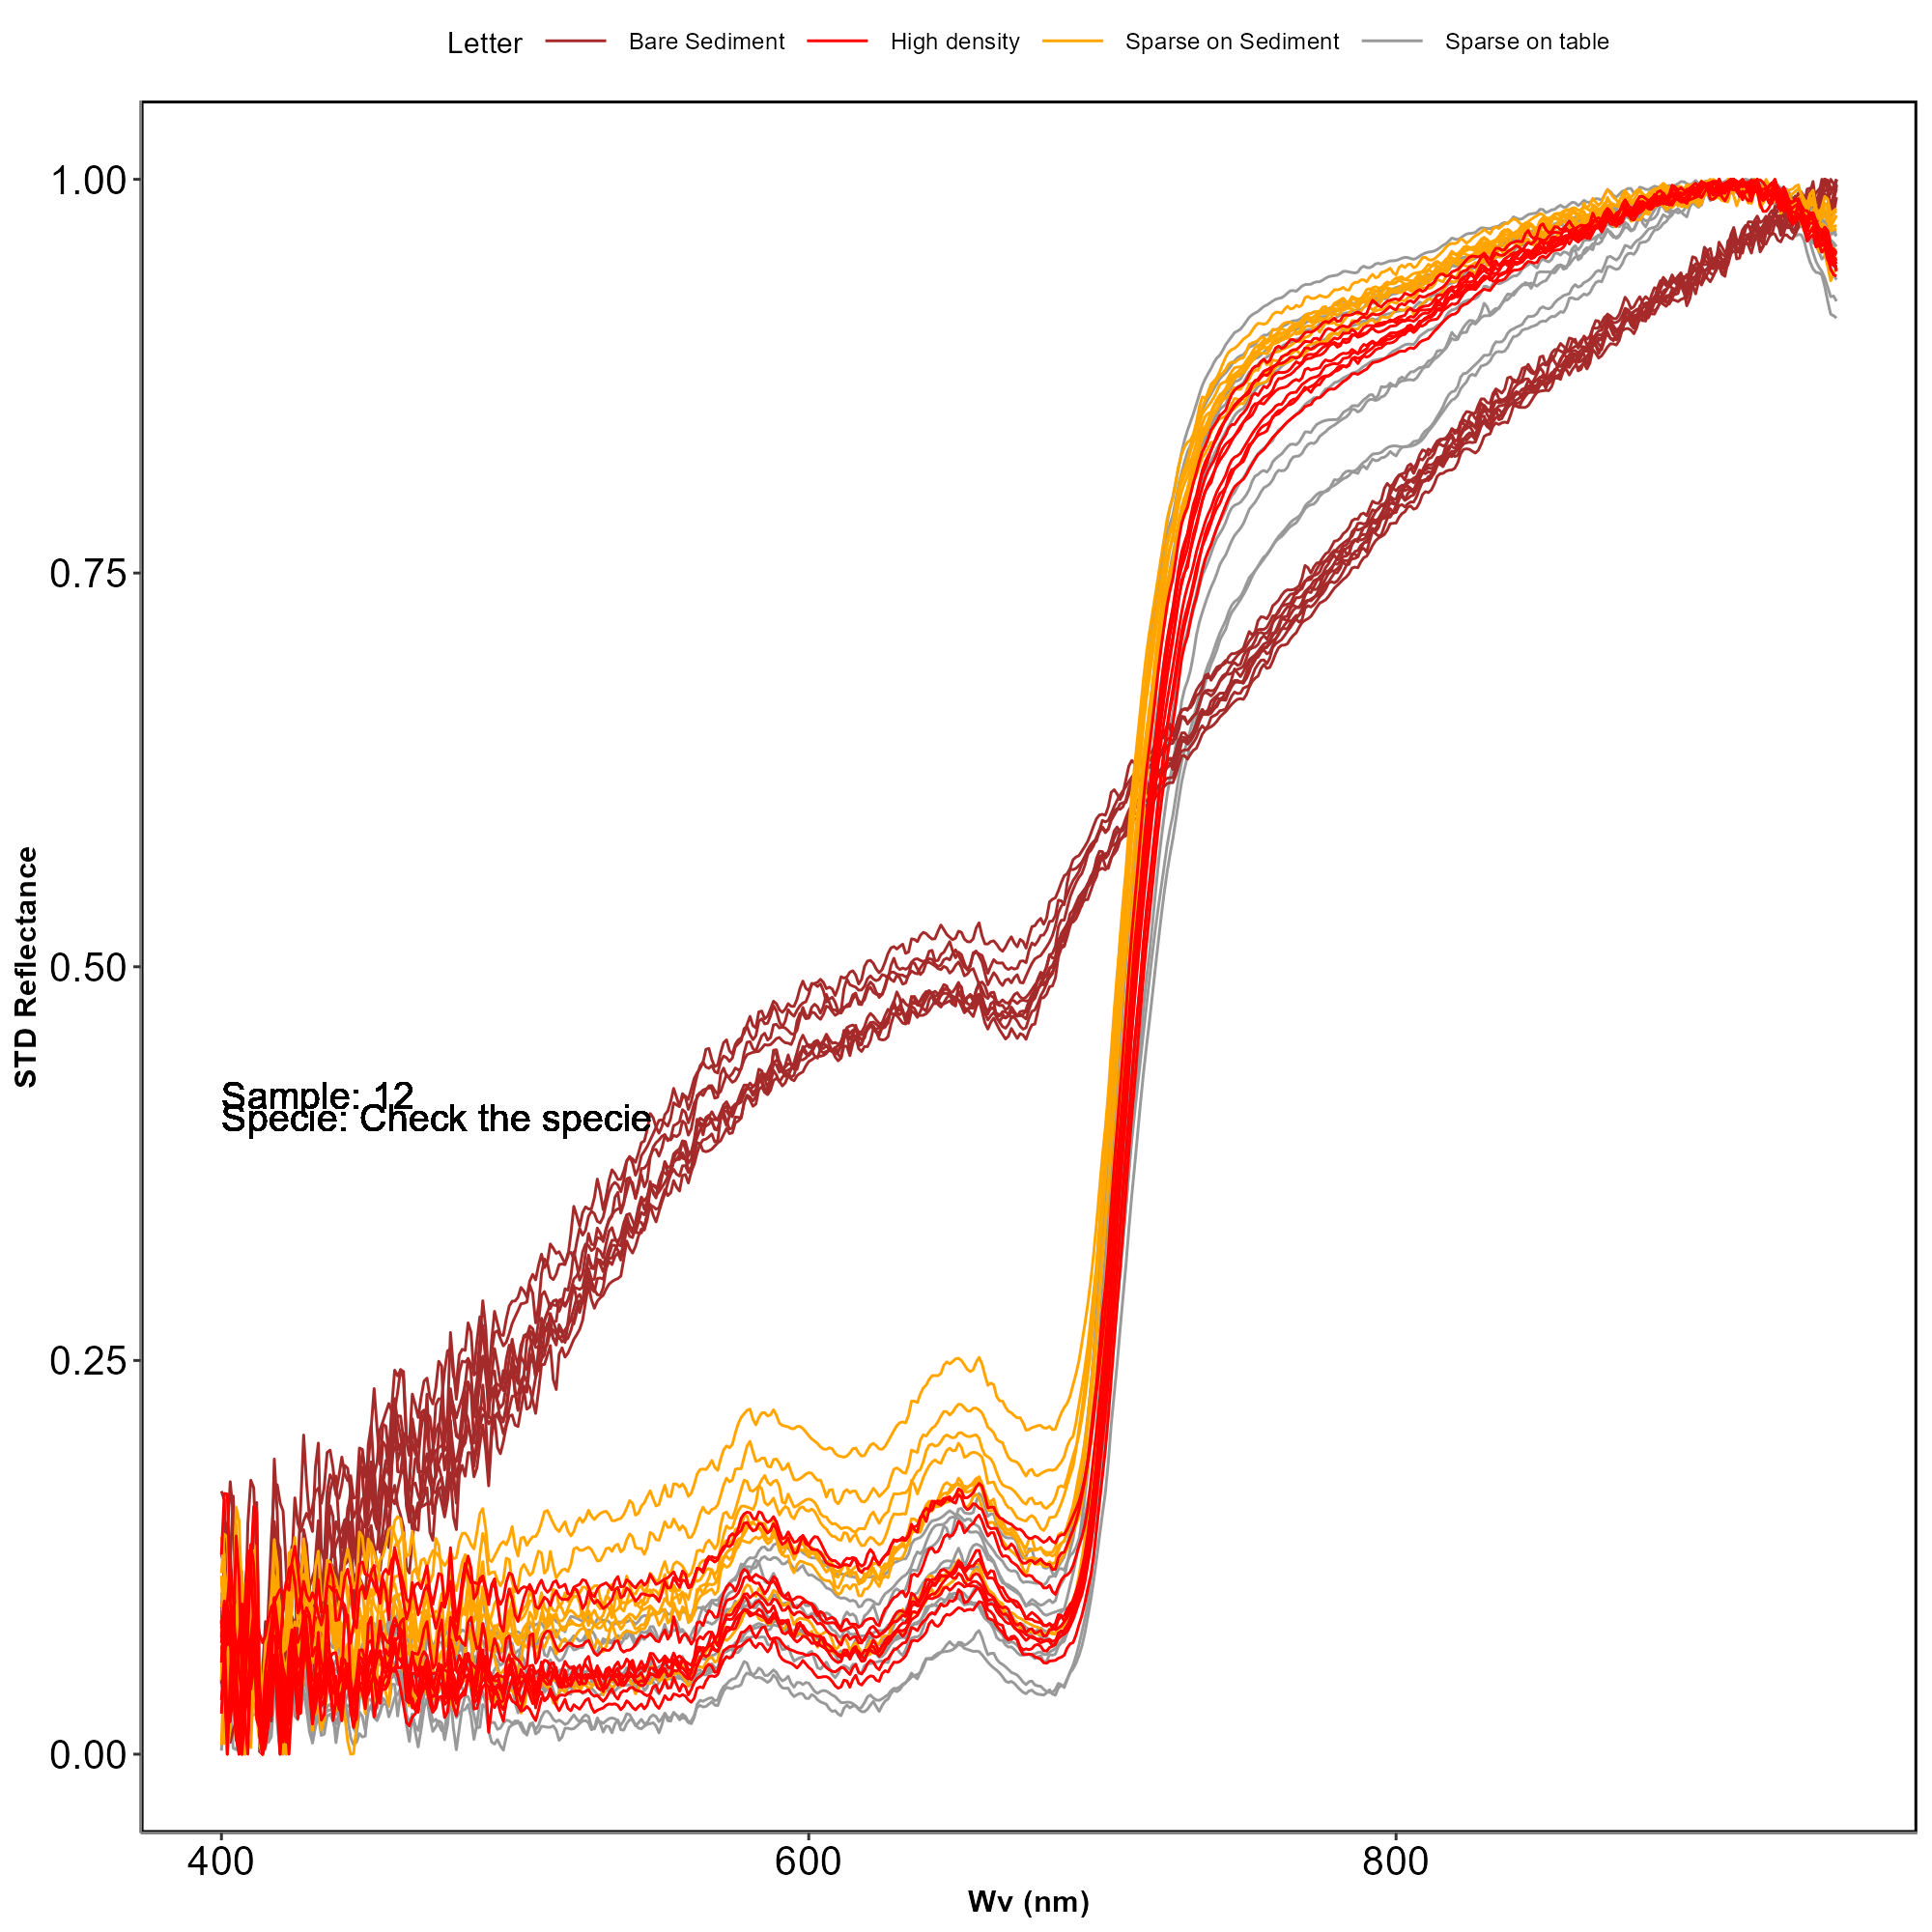 Letter Bare Sediment High density Sparse on Sediment Sparse on table
1.00
0.75
0.50
0.25
0.00
STD Reflectance
Sample: 12
Specie: Check the specie
400 600 800
Wv (nm)